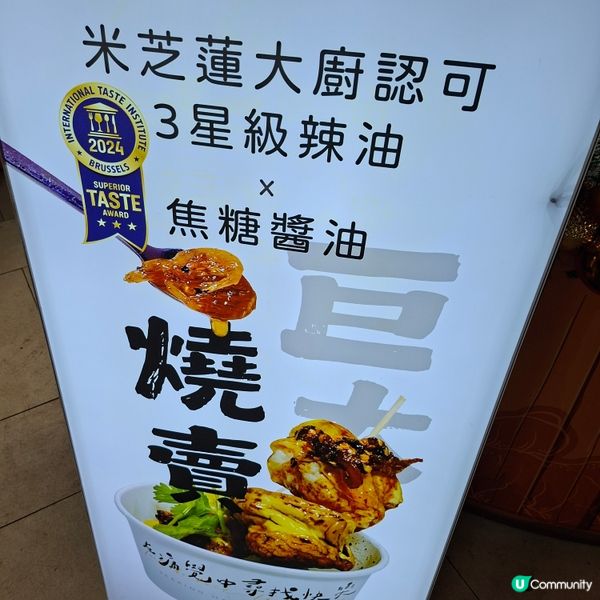 米芝蓮大廚認可
3星級辣油
x
焦糖醬油
INTERNATIONAL TASTE INSTITUTE
2024
BRUSSELS
SUPERIOR
TASTE
AWARD
巨大
燒賣
U Community